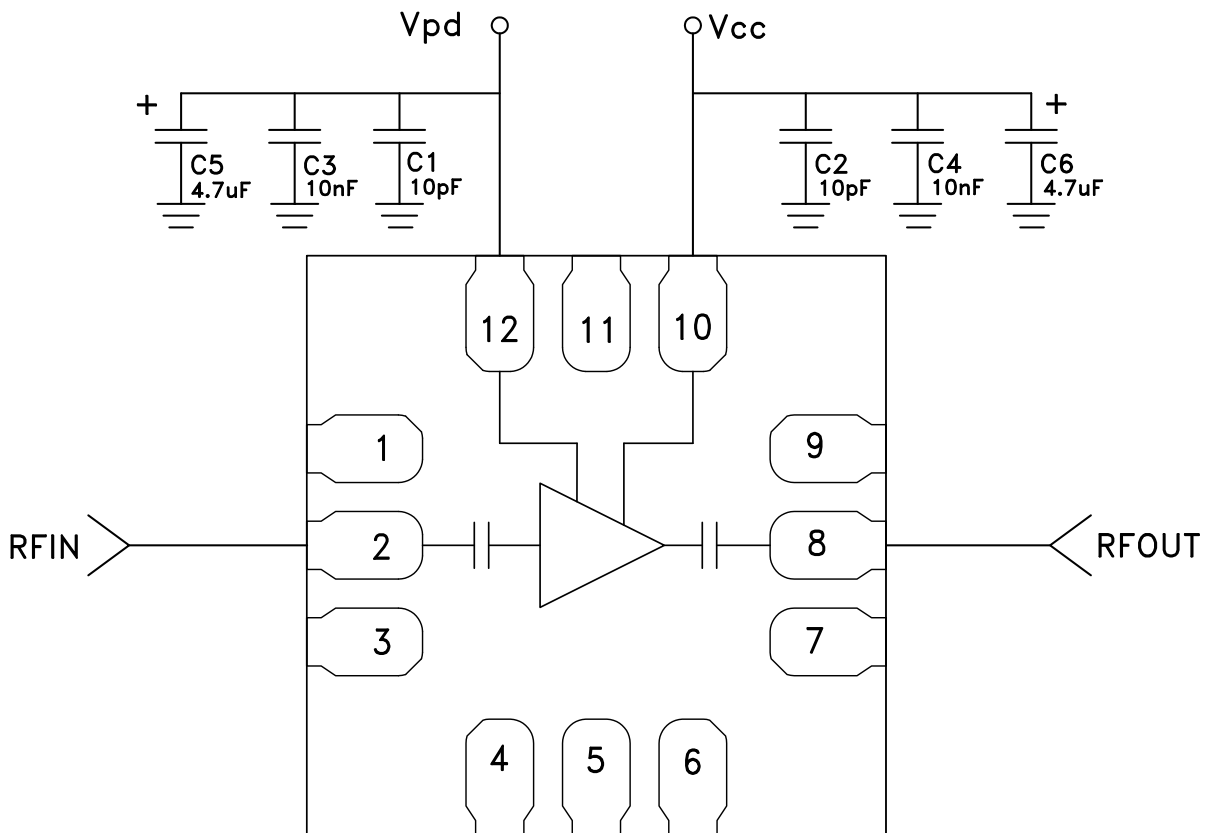 Vpd
Vcc
+
+
C5
4.7uF
C3
10nF
C1
10pF
C2
10pF
C4
10nF
C6
4.7uF
12
11
10
1
9
RFIN
2
8
RFOUT
3
7
4
5
6